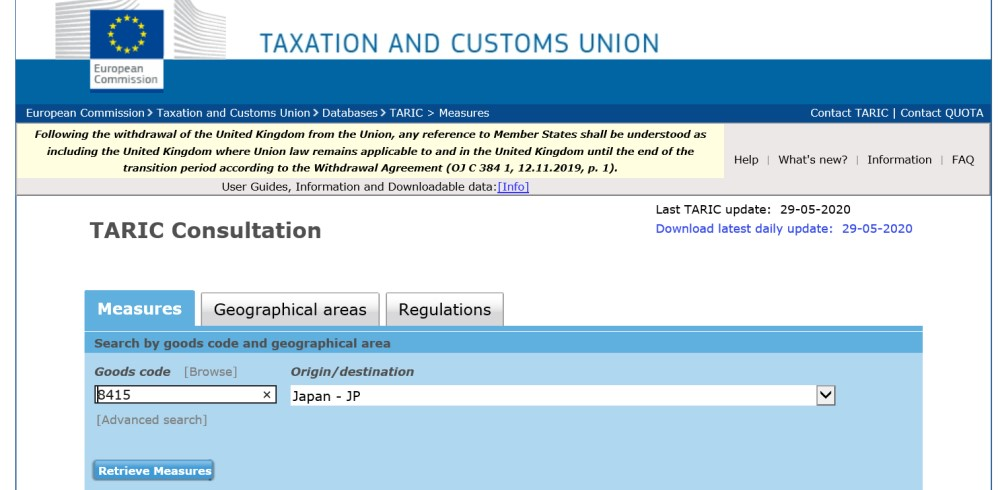 TAXATION AND CUSTOMS UNION
European
Commission
European Commission > Taxation and Customs Union > Databases > TARIC > Measures
Contact TARIC | Contact QUOTA
Following the withdrawal of the United Kingdom from the Union, any reference to Member States shall be understood as
including the United Kingdom where Union law remains applicable to and in the United Kingdom until the end of the
transition period according to the Withdrawal Agreement (OJ C 384 1, 12.11.2019, p. 1).
Help | What's new? | Information | FAQ
User Guides, Information and Downloadable data:[Info]
TARIC Consultation
Last TARIC update: 29-05-2020
Download latest daily update: 29-05-2020
Measures
Geographical areas
Regulations
Search by goods code and geographical area
Goods code [Browse]
Origin/destination
8415 ×
Japan - JP
[Advanced search]
Retrieve Measures